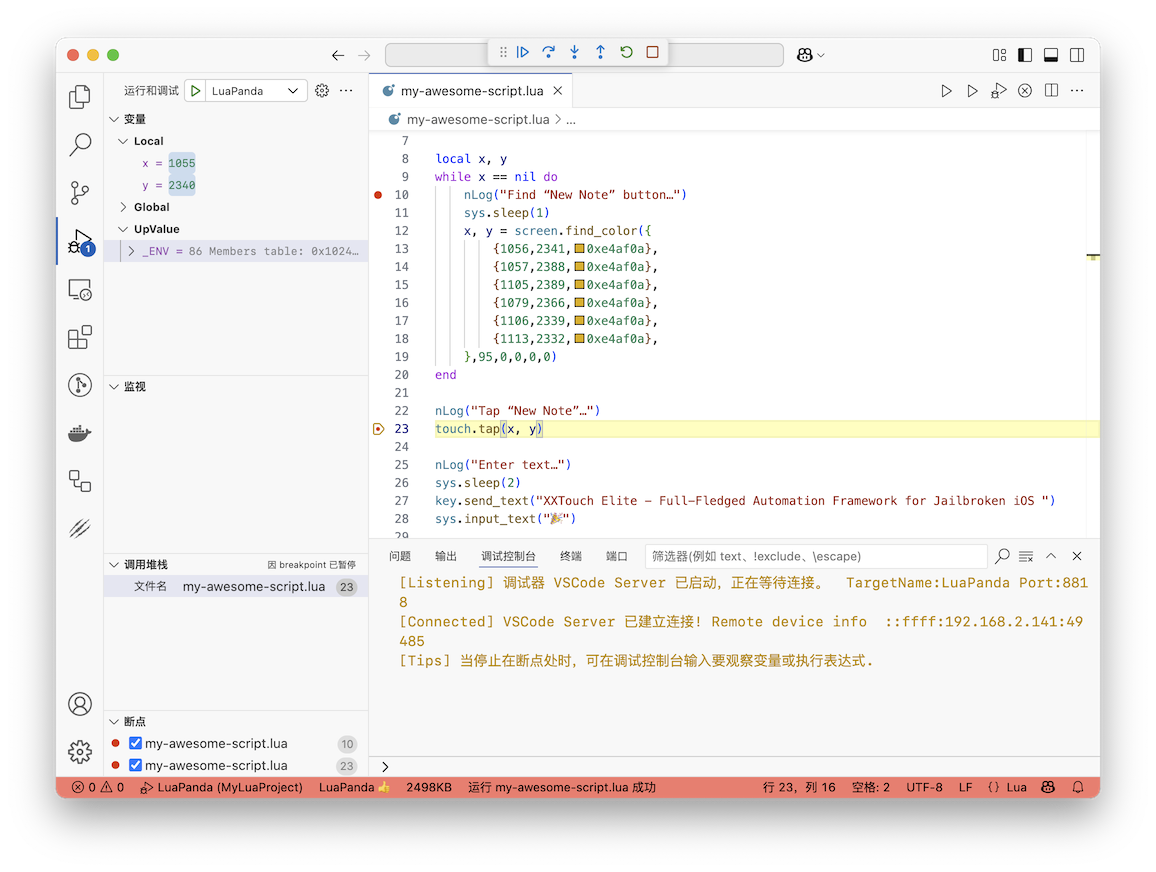 运行和调试 LuaPanda
变量
Local
x = 1055
y = 2340
Global
UpValue
_ENV = 86 Members table: 0x1024…
1
监视
调用堆栈 因 breakpoint 已暂停
文件名 my-awesome-script.lua 23
断点
my-awesome-script.lua 10
my-awesome-script.lua 23
my-awesome-script.lua
my-awesome-script.lua > ...
7
8 local x, y
9 while x == nil do
10 nLog("Find “New Note” button…")
11 sys.sleep(1)
12 x, y = screen.find_color({
13 {1056,2341,0xe4af0a},
14 {1057,2388,0xe4af0a},
15 {1105,2389,0xe4af0a},
16 {1079,2366,0xe4af0a},
17 {1106,2339,0xe4af0a},
18 {1113,2332,0xe4af0a},
19 },95,0,0,0,0)
20 end
21
22 nLog("Tap “New Note”…")
23 touch.tap(x, y)
24
25 nLog("Enter text…")
26 sys.sleep(2)
27 key.send_text("XXTouch Elite - Full-Fledged Automation Framework for Jailbroken iOS ")
28 sys.input_text("🎉")
29
问题 输出 调试控制台 终端 端口 筛选器(例如 text、!exclude、\escape)
[Listening] 调试器 VSCode Server 已启动，正在等待连接。 TargetName:LuaPanda Port:881
8
[Connected] VSCode Server 已建立连接! Remote device info ::ffff:192.168.2.141:49
485
[Tips] 当停止在断点处时，可在调试控制台输入要观察变量或执行表达式.
>
0 0 LuaPanda (MyLuaProject) LuaPanda👍 2498KB 运行 my-awesome-script.lua 成功 行 23，列 16 空格: 2 UTF-8 LF {} Lua